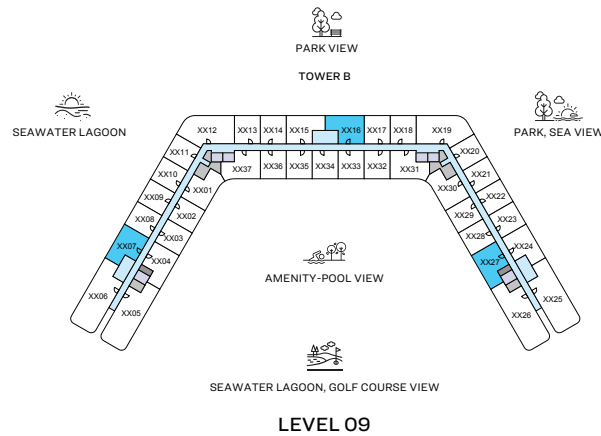 PARK VIEW
TOWER B
SEAWATER LAGOON
PARK, SEA VIEW
XX12
XX13
XX14
XX15
XX16
XX17
XX18
XX19
XX11
XX37
XX36
XX35
XX34
XX33
XX32
XX31
XX20
XX10
XX01
XX30
XX21
XX09
XX02
XX29
XX22
XX08
XX03
XX28
XX23
XX07
XX04
XX27
XX24
XX06
XX05
XX26
XX25
AMENITY-POOL VIEW
SEAWATER LAGOON, GOLF COURSE VIEW
LEVEL 09